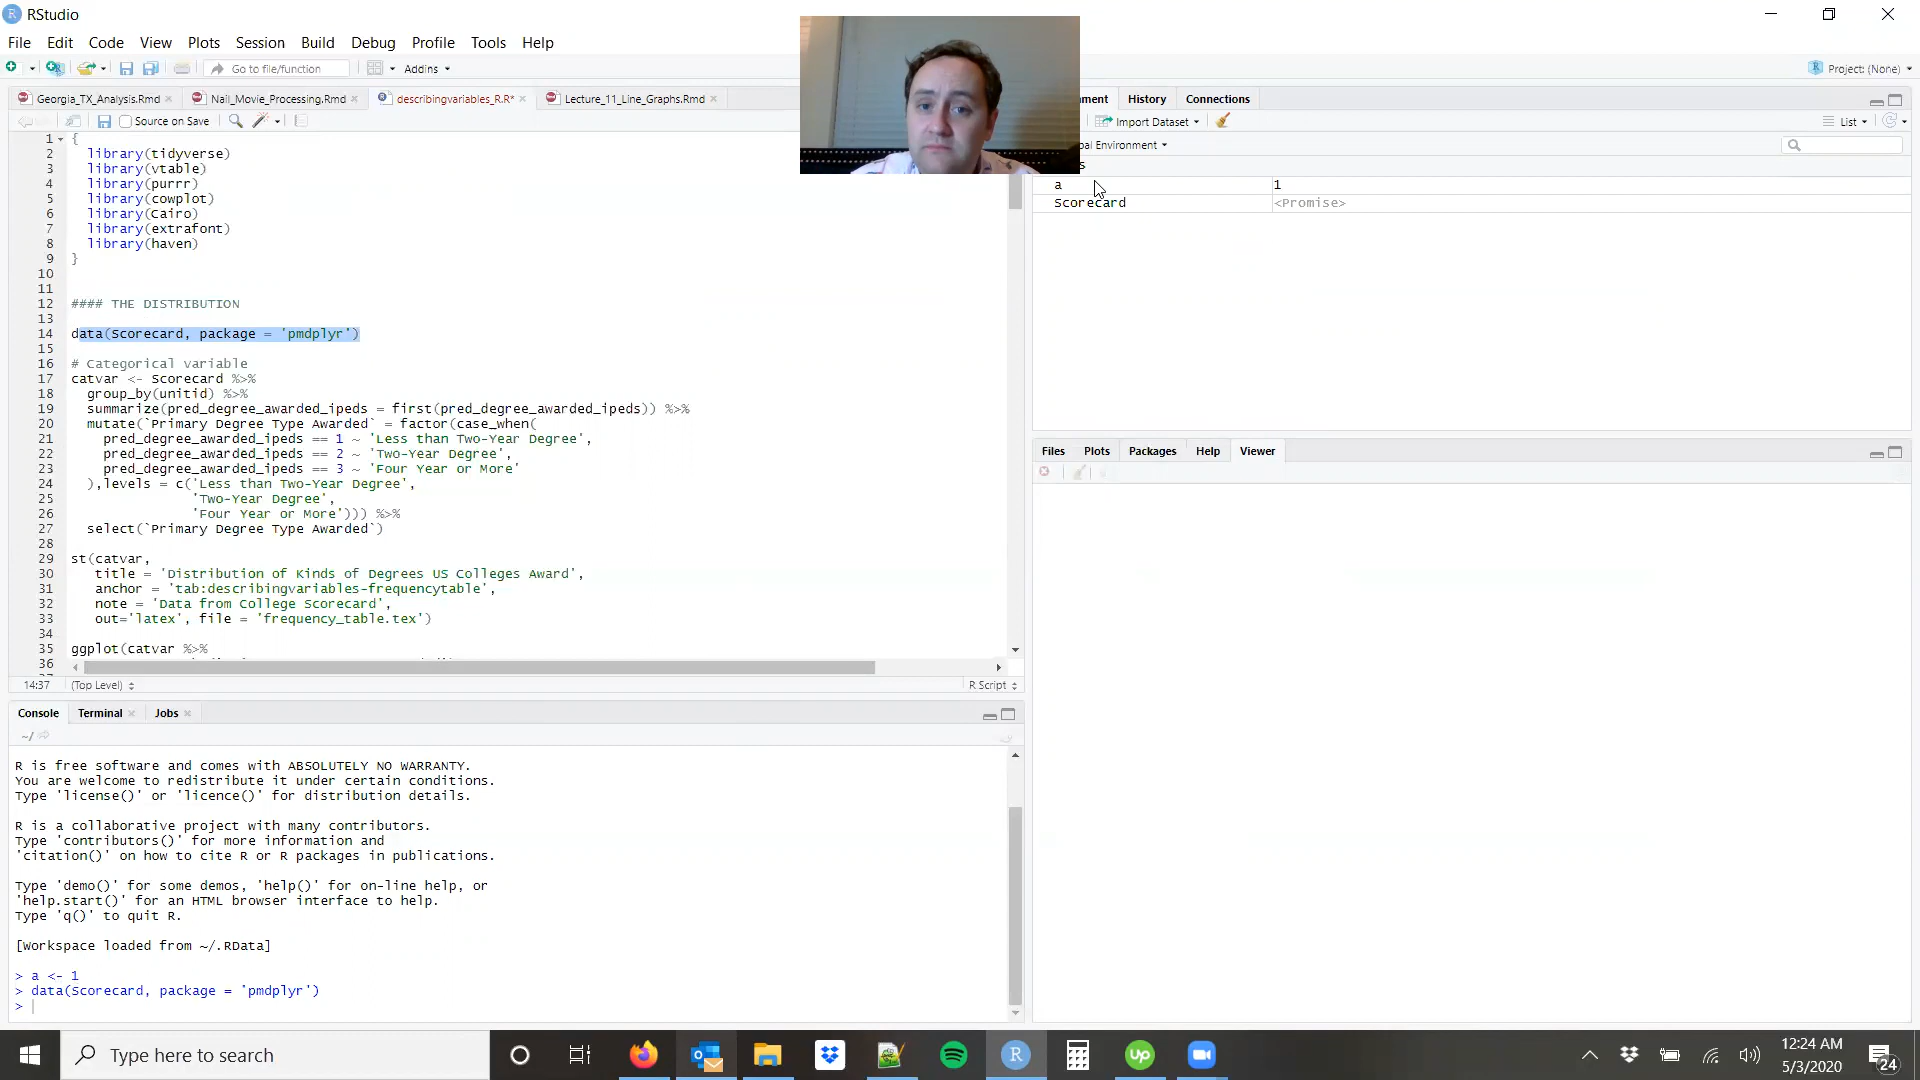 RStudio
File Edit Code View Plots Session Build Debug Profile Tools Help
Go to file/function Addins Project: (None)
Georgia_TX_Analysis.Rmd Nail_Movie_Processing.Rmd describingvariables_R.R* Lecture_11_Line_Graphs.Rmd
Source on Save
1 {
2 library(tidyverse)
3 library(vtable)
4 library(purrr)
5 library(cowplot)
6 library(Cairo)
7 library(extrafont)
8 library(haven)
9 }
10
11
12 #### THE DISTRIBUTION
13
14 data(Scorecard, package = 'pmdplyr')
15
16 # Categorical variable
17 catvar <- Scorecard %>%
18 group_by(unitid) %>%
19 summarize(pred_degree_awarded_ipeds = first(pred_degree_awarded_ipeds)) %>%
20 mutate(`Primary Degree Type Awarded` = factor(case_when(
21 pred_degree_awarded_ipeds == 1 ~ 'Less than Two-Year Degree',
22 pred_degree_awarded_ipeds == 2 ~ 'Two-Year Degree',
23 pred_degree_awarded_ipeds == 3 ~ 'Four Year or More'
24 ),levels = c('Less than Two-Year Degree',
25 'Two-Year Degree',
26 'Four Year or More'))) %>%
27 select(`Primary Degree Type Awarded`)
28
29 st(catvar,
30 title = 'Distribution of Kinds of Degrees US Colleges Award',
31 anchor = 'tab:describingvariables-frequencytable',
32 note = 'Data from College Scorecard',
33 out='latex', file = 'frequency_table.tex')
34
35 ggplot(catvar %>%
36
14:37 (Top Level) R Script
Console Terminal Jobs
~/
R is free software and comes with ABSOLUTELY NO WARRANTY.
You are welcome to redistribute it under certain conditions.
Type 'license()' or 'licence()' for distribution details.
R is a collaborative project with many contributors.
Type 'contributors()' for more information and
'citation()' on how to cite R or R packages in publications.
Type 'demo()' for some demos, 'help()' for on-line help, or
'help.start()' for an HTML browser interface to help.
Type 'q()' to quit R.
[Workspace loaded from ~/.RData]
> a <- 1
> data(Scorecard, package = 'pmdplyr')
>
ment History Connections
Import Dataset List
al Environment
s
a 1
Scorecard <Promise>
Files Plots Packages Help Viewer
Type here to search
up
12:24 AM
5/3/2020
24